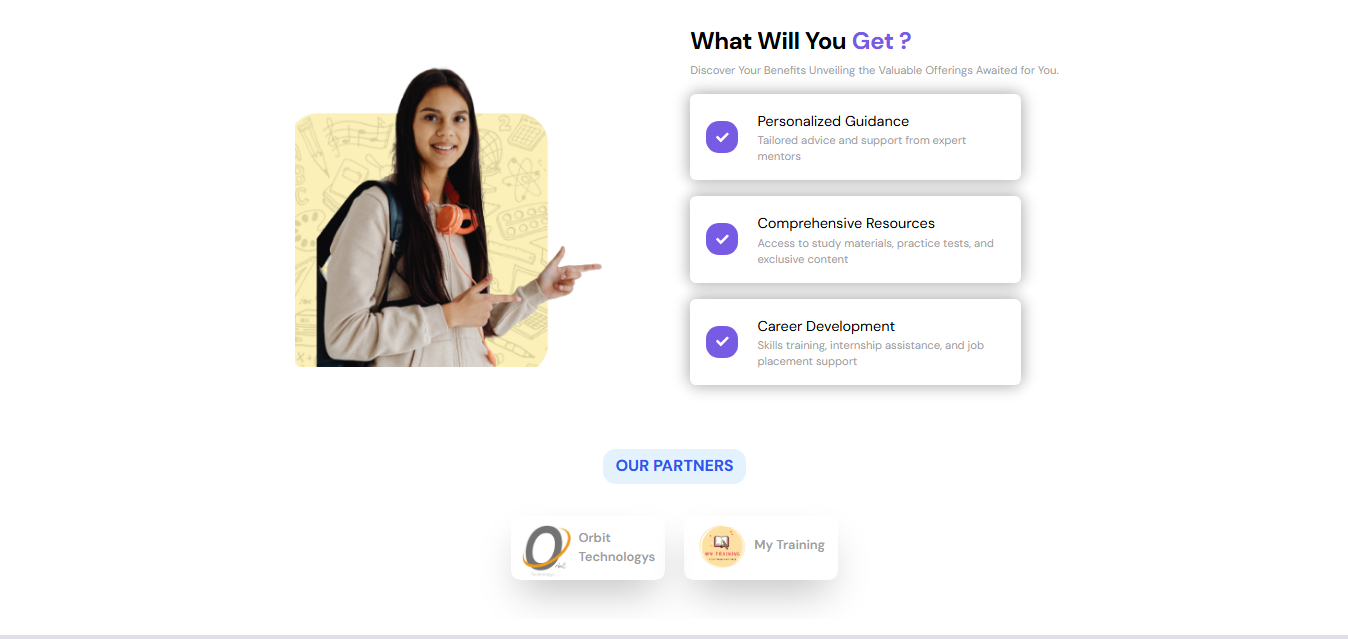 What Will You Get ?
Discover Your Benefits Unveiling the Valuable Offerings Awaited for You.
Personalized Guidance
Tailored advice and support from expert
mentors
Comprehensive Resources
Access to study materials, practice tests, and
exclusive content
Career Development
Skills training, internship assistance, and job
placement support
OUR PARTNERS
Orbit
Technologys
MY TRAINING
My Training